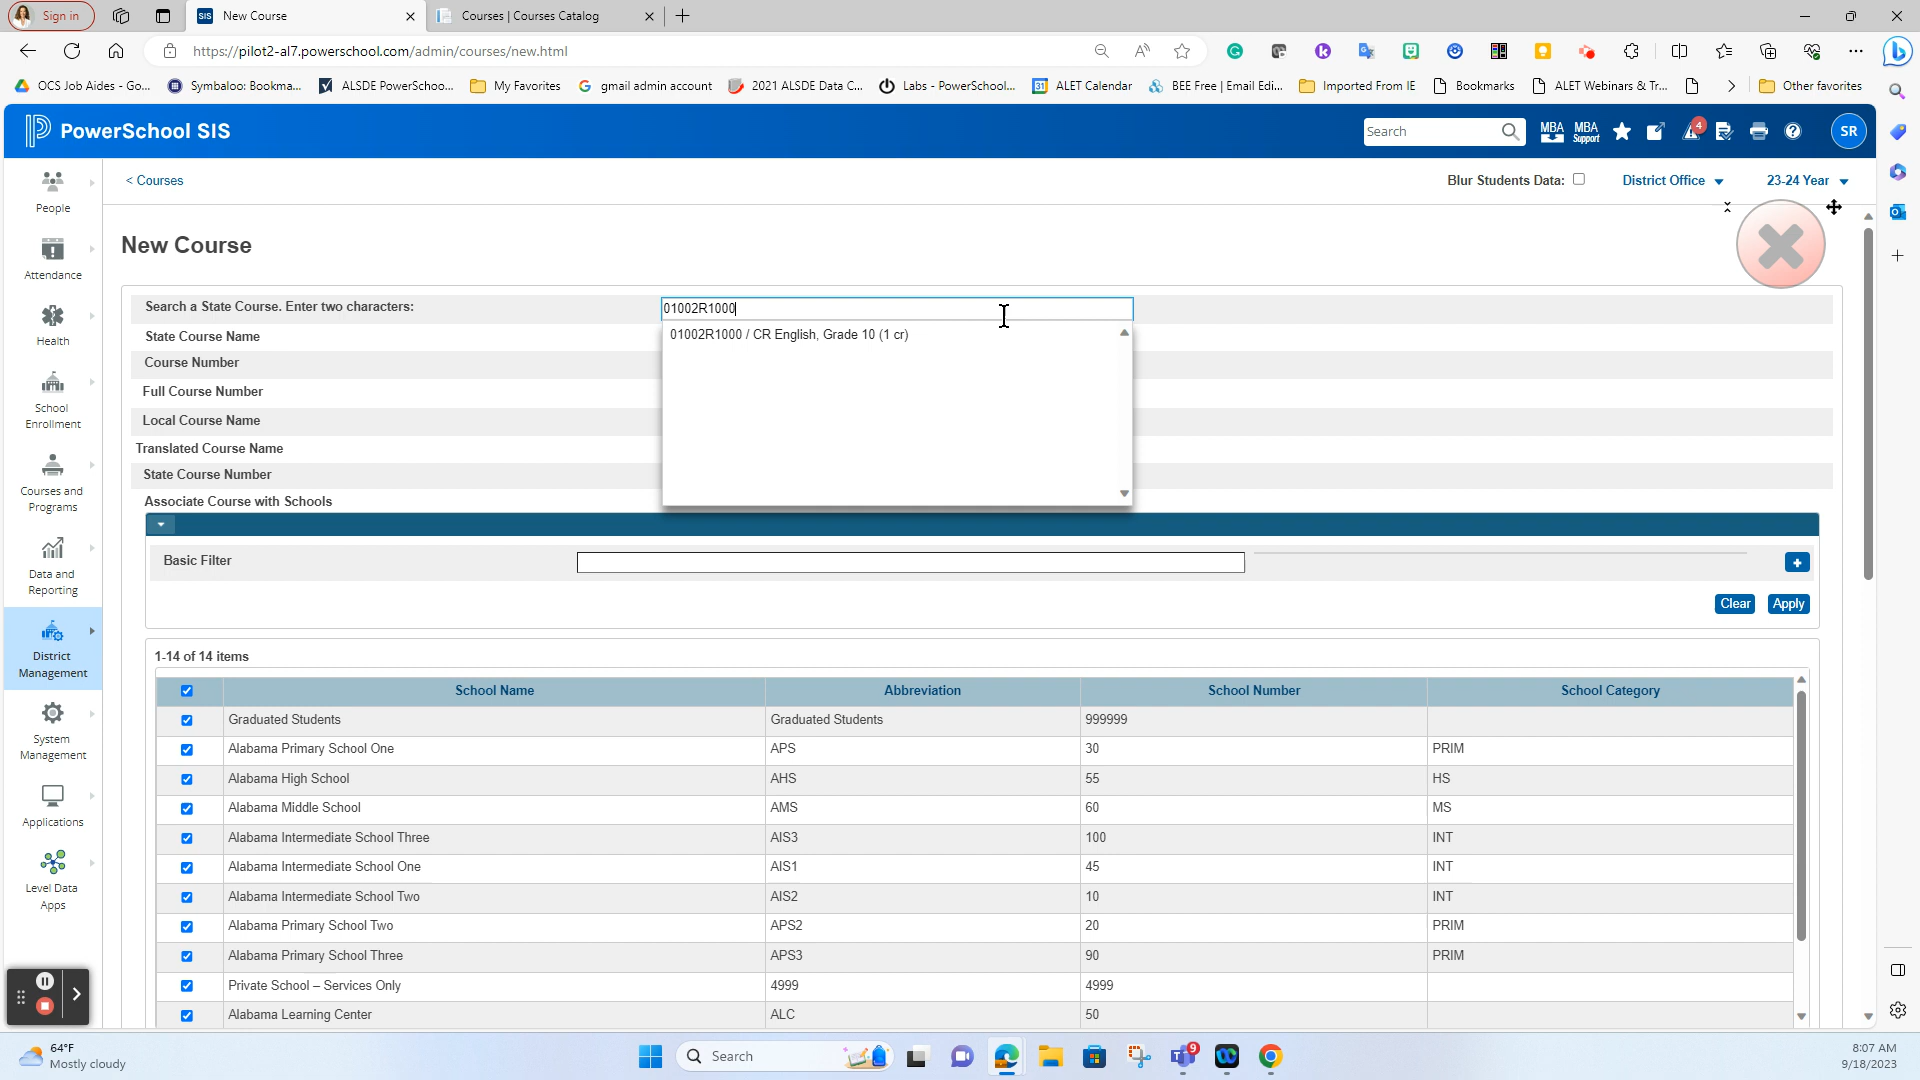 Sign in
New Course
Courses | Courses Catalog
https://pilot2-al7.powerschool.com/admin/courses/new.html
OCS Job Aides - Go...
Symbaloo: Bookma...
ALSDE PowerSchoo...
My Favorites
gmail admin account
2021 ALSDE Data C...
Labs - PowerSchool...
ALET Calendar
BEE Free | Email Edi...
Imported From IE
Bookmarks
ALET Webinars & Tr...
Other favorites
PowerSchool SIS
Search
MBA
MBA Support
4
SR
< Courses
Blur Students Data:
District Office
23-24 Year
People
Attendance
Health
School Enrollment
Courses and Programs
Data and Reporting
District Management
System Management
Applications
Level Data Apps
New Course
Search a State Course. Enter two characters:
01002R1000
01002R1000 / CR English, Grade 10 (1 cr)
State Course Name
Course Number
Full Course Number
Local Course Name
Translated Course Name
State Course Number
Associate Course with Schools
Basic Filter
Clear
Apply
1-14 of 14 items
School Name Abbreviation School Number School Category
Graduated Students Graduated Students 999999
Alabama Primary School One APS 30 PRIM
Alabama High School AHS 55 HS
Alabama Middle School AMS 60 MS
Alabama Intermediate School Three AIS3 100 INT
Alabama Intermediate School One AIS1 45 INT
Alabama Intermediate School Two AIS2 10 INT
Alabama Primary School Two APS2 20 PRIM
Alabama Primary School Three APS3 90 PRIM
Private School – Services Only 4999 4999
Alabama Learning Center ALC 50
64°F
Mostly cloudy
Search
9
8:07 AM
9/18/2023